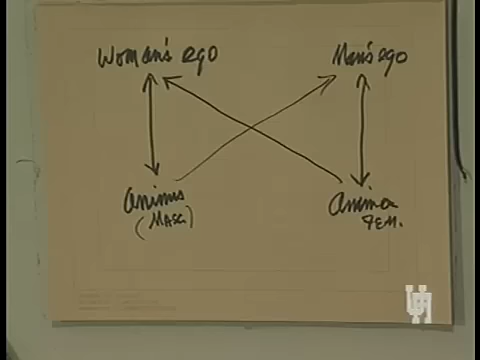 Woman's ego
Man's ego
animus
(MASC.)
anima
FEM.